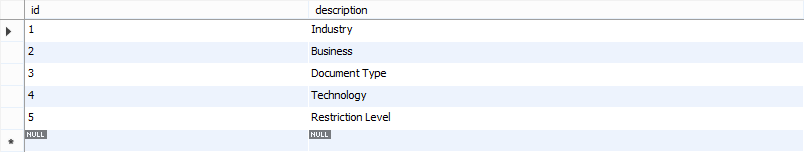 id description
1 Industry
2 Business
3 Document Type
4 Technology
5 Restriction Level
* NULL NULL